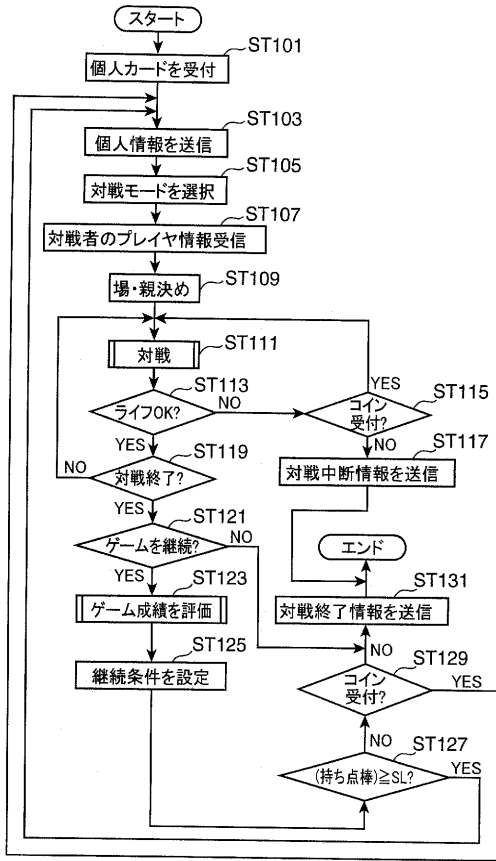 スタート
ST101
個人カードを受付
ST103
個人情報を送信
ST105
対戦モードを選択
ST107
対戦者のプレイヤ情報受信
ST109
場・親決め
ST111
対戦
ST113
ライフOK?
NO
YES
YES
ST115
コイン
受付?
NO
ST117
対戦中断情報を送信
ST119
対戦終了?
NO
YES
ST121
ゲームを継続?
NO
YES
エンド
ST123
ゲーム成績を評価
ST131
対戦終了情報を送信
ST125
継続条件を設定
NO
ST129
コイン
受付?
YES
NO
ST127
(持ち点棒)≧SL?
YES